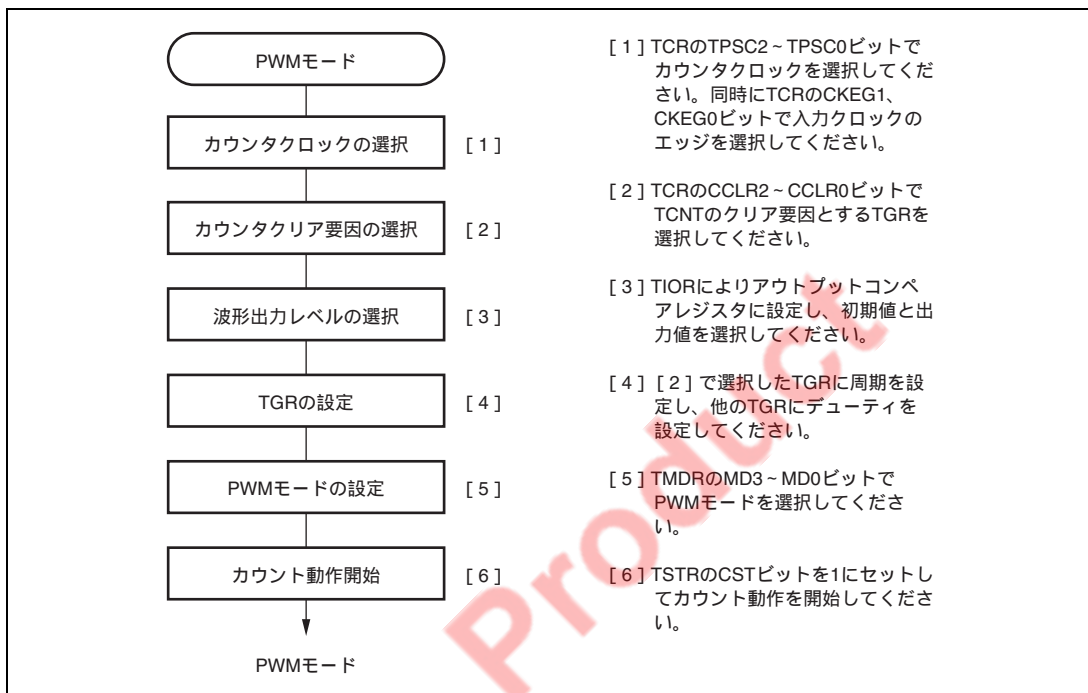 PWMモード
カウンタクロックの選択 [ 1 ]
カウンタクリア要因の選択 [ 2 ]
波形出力レベルの選択 [ 3 ]
TGRの設定 [ 4 ]
PWMモードの設定 [ 5 ]
カウント動作開始 [ 6 ]
PWMモード
[ 1 ] TCRのTPSC2～TPSC0ビットで
カウンタクロックを選択してくだ
さい。同時にTCRのCKEG1、
CKEG0ビットで入力クロックの
エッジを選択してください。
[ 2 ] TCRのCCLR2～CCLR0ビットで
TCNTのクリア要因とするTGRを
選択してください。
[ 3 ] TIORによりアウトプットコンペ
アレジスタに設定し、初期値と出
力値を選択してください。
[ 4 ] [ 2 ] で選択したTGRに周期を設
定し、他のTGRにデューティを
設定してください。
[ 5 ] TMDRのMD3～MD0ビットで
PWMモードを選択してくださ
い。
[ 6 ] TSTRのCSTビットを1にセットし
てカウント動作を開始してくださ
い。
Product